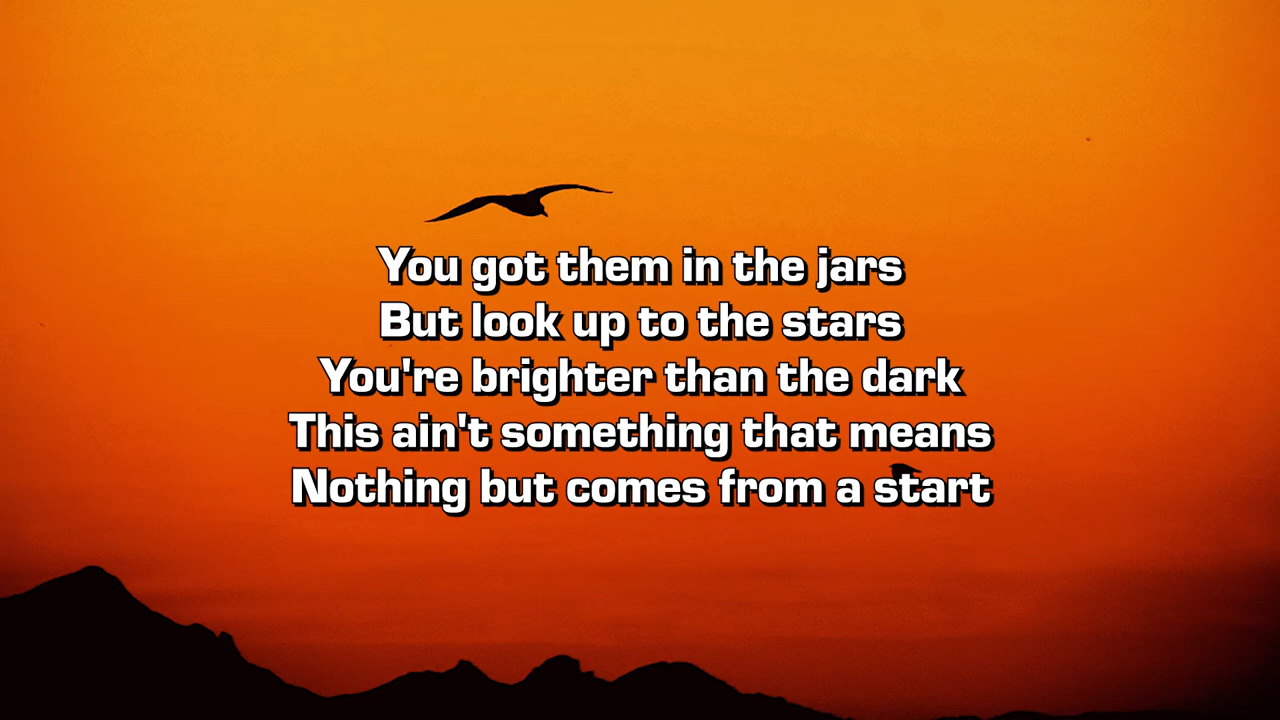 You got them in the jars
But look up to the stars
You're brighter than the dark
This ain't something that means
Nothing but comes from a start